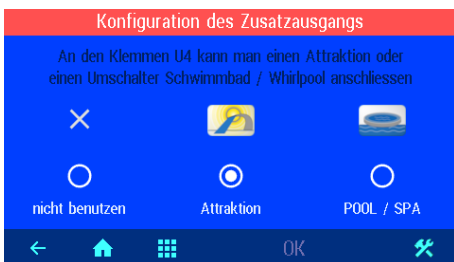 Konfiguration des Zusatzausgangs
An den Klemmen U4 kann man einen Attraktion oder
einen Umschalter Schwimmbad / Whirlpool anschliessen
nicht benutzen
Attraktion
POOL / SPA
OK